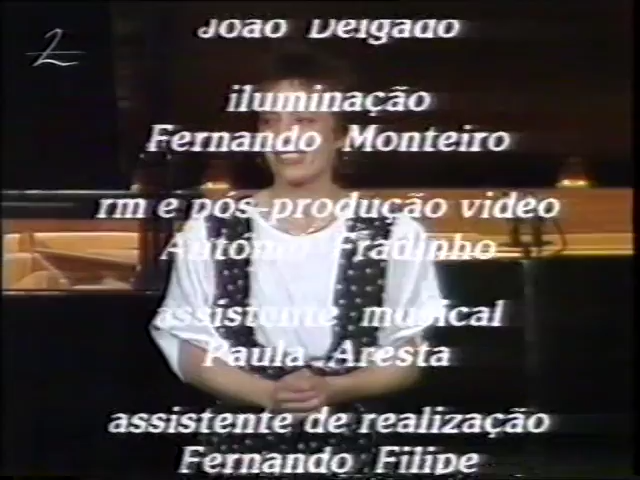 2
João Delgado
iluminação
Fernando Monteiro
rm e pós-produção video
António Fradinho
assistente musical
Paula Aresta
assistente de realização
Fernando Filipe